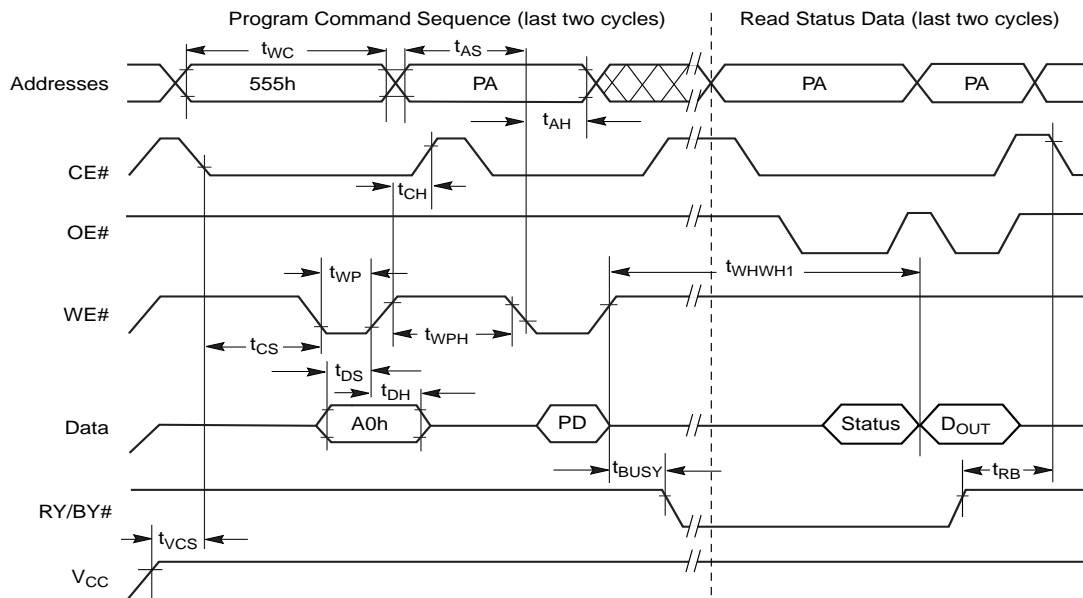 Program Command Sequence (last two cycles) Read Status Data (last two cycles)
tWC tAS
Addresses 555h PA PA PA
tAH
CE#
tCH
OE#
tWP tWHWH1
WE#
tWPH
tCS
tDS
tDH
Data A0h PD Status DOUT
tBUSY tRB
RY/BY#
tVCS
VCC